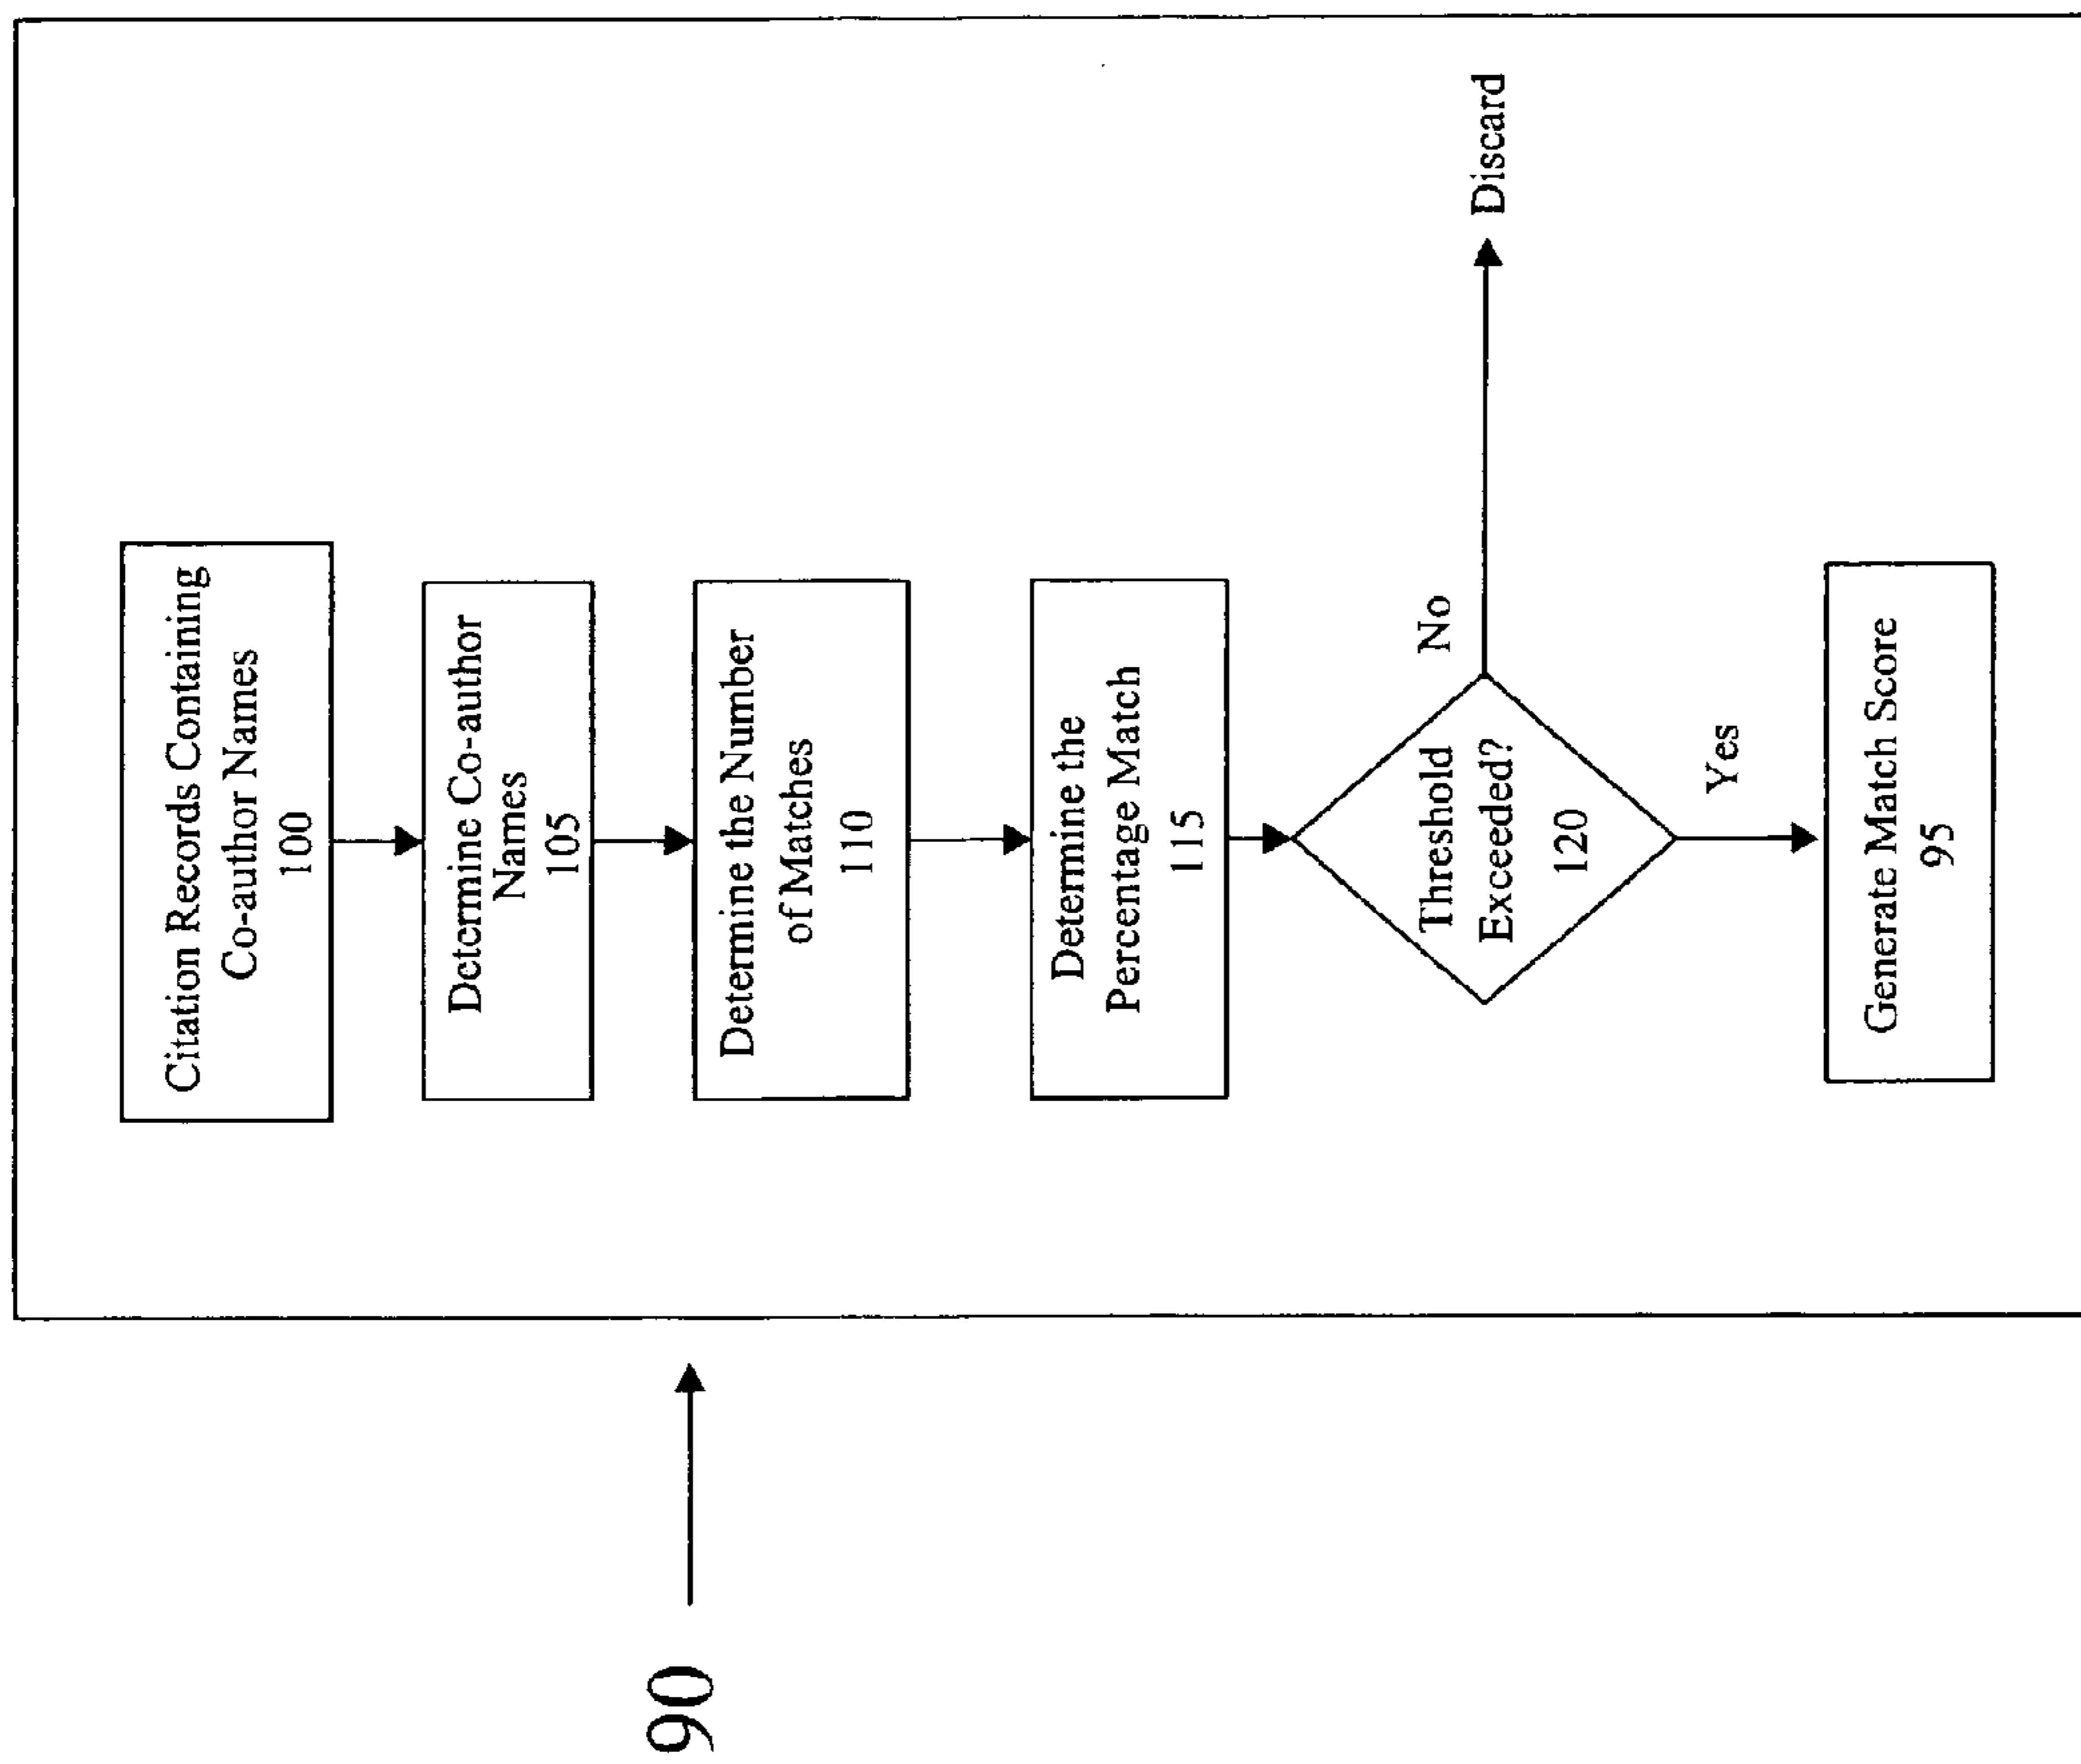 90
Citation Records Containing
Co-author Names
100
Determine Co-author
Names
105
Determine the Number
of Matches
110
Determine the
Percentage Match
115
Threshold
Exceeded?
120
No
Discard
Yes
Generate Match Score
95